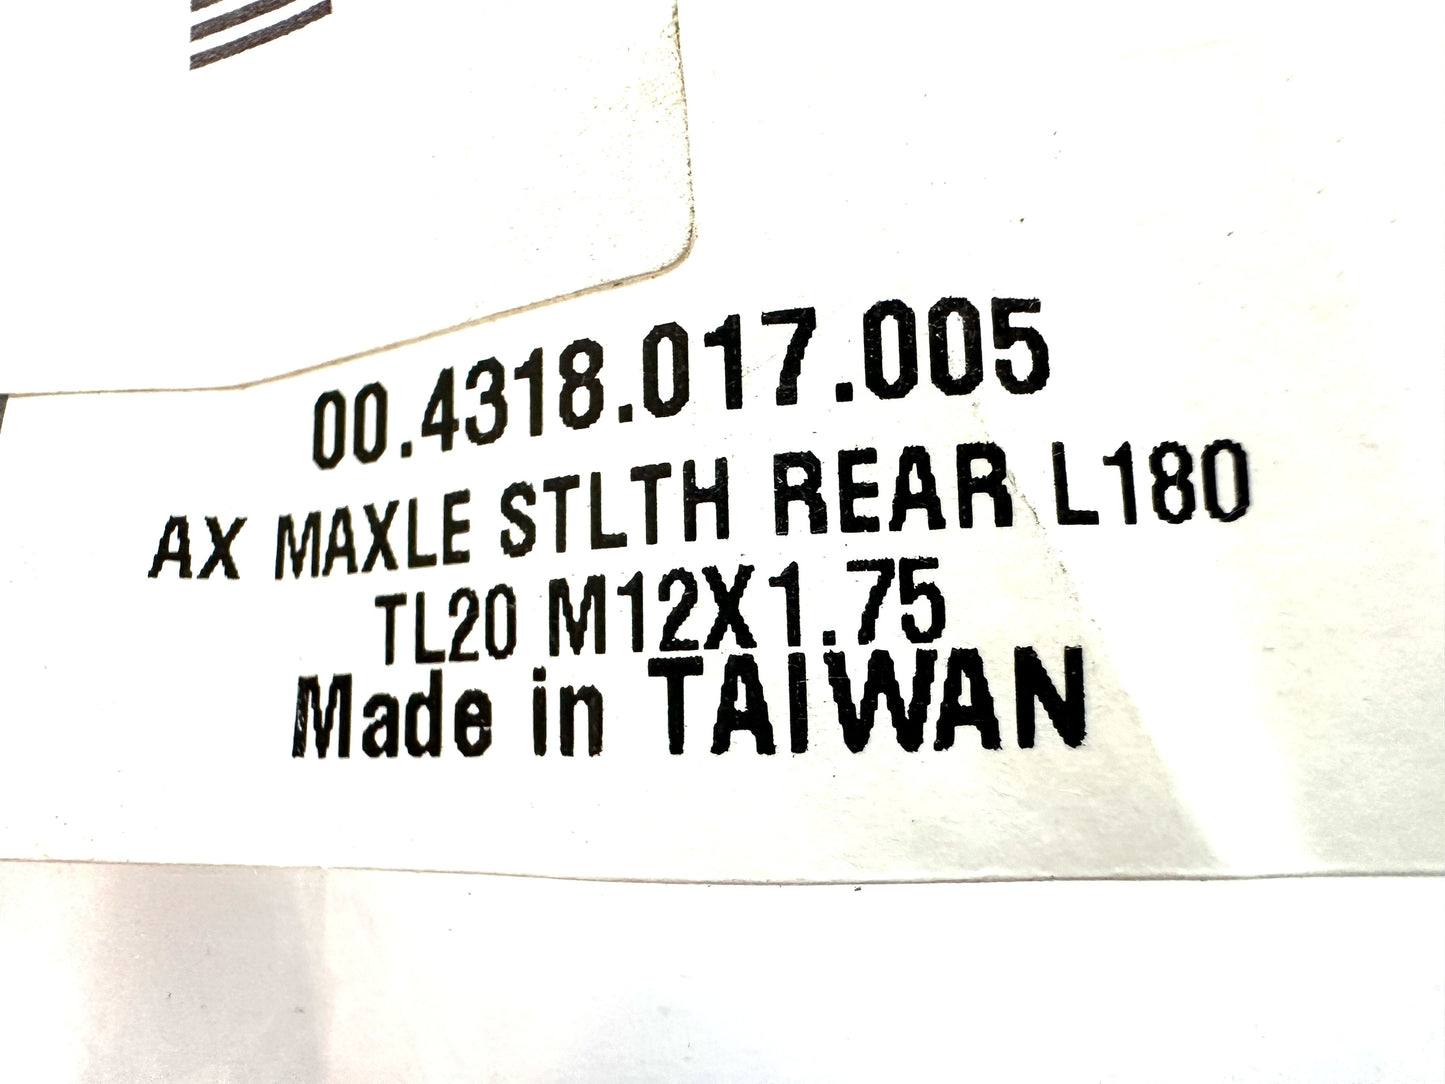 00.4318.017.005
AX MAXLE STLTH REAR L180
TL20 M12X1.75
Made in TAIWAN